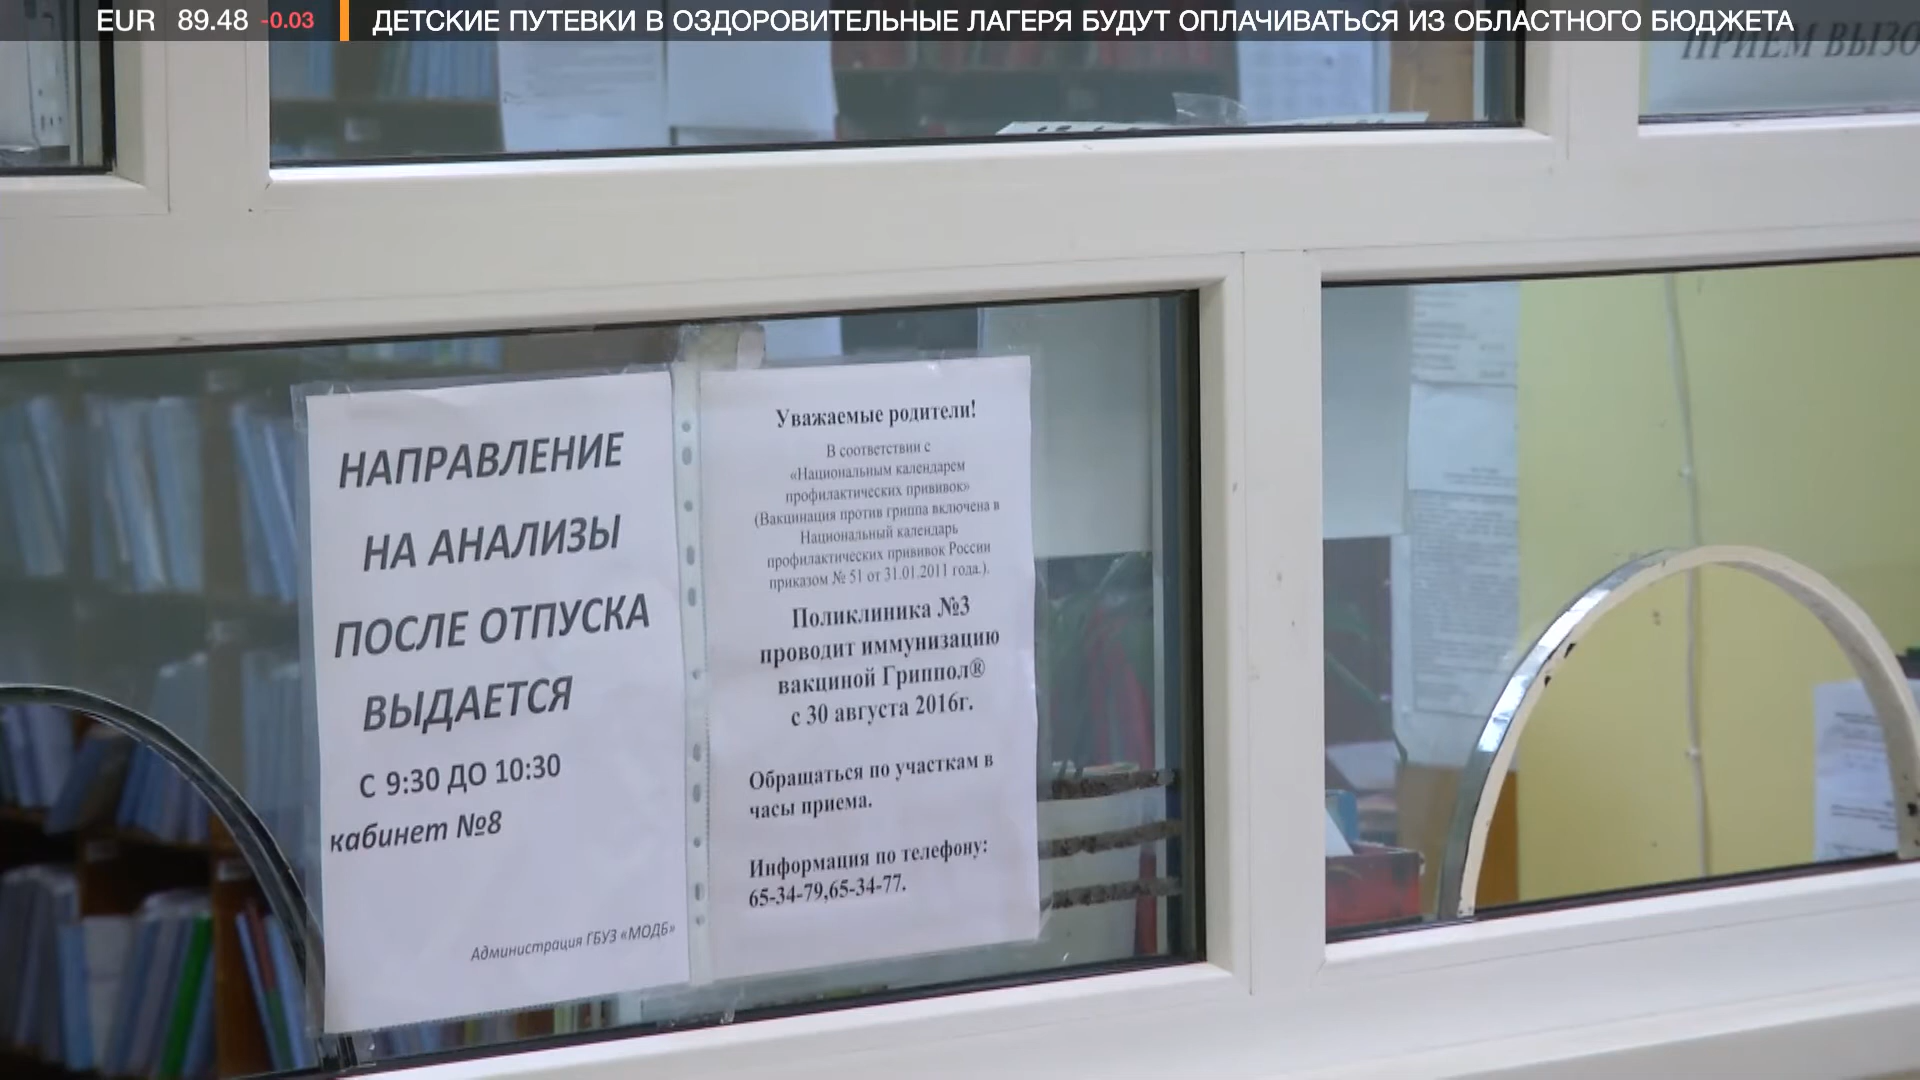 EUR 89.48 -0.03 ДЕТСКИЕ ПУТЕВКИ В ОЗДОРОВИТЕЛЬНЫЕ ЛАГЕРЯ БУДУТ ОПЛАЧИВАТЬСЯ ИЗ ОБЛАСТНОГО БЮДЖЕТА
ПРИЕМ
НАПРАВЛЕНИЕ
НА АНАЛИЗЫ
ПОСЛЕ ОТПУСКА
ВЫДАЕТСЯ
С 9:30 ДО 10:30
кабинет №8
Администрация ГБУЗ «МОДБ»
Уважаемые родители!
В соответствии с
«Национальным календарем
профилактических прививок»
(Вакцинация против гриппа включена в
Национальный календарь
профилактических прививок России
приказом № 51 от 31.01.2011 года.).
Поликлиника №3
проводит иммунизацию
вакциной Гриппол®
с 30 августа 2016г.
Обращаться по участкам в
часы приема.
Информация по телефону:
65-34-79,65-34-77.